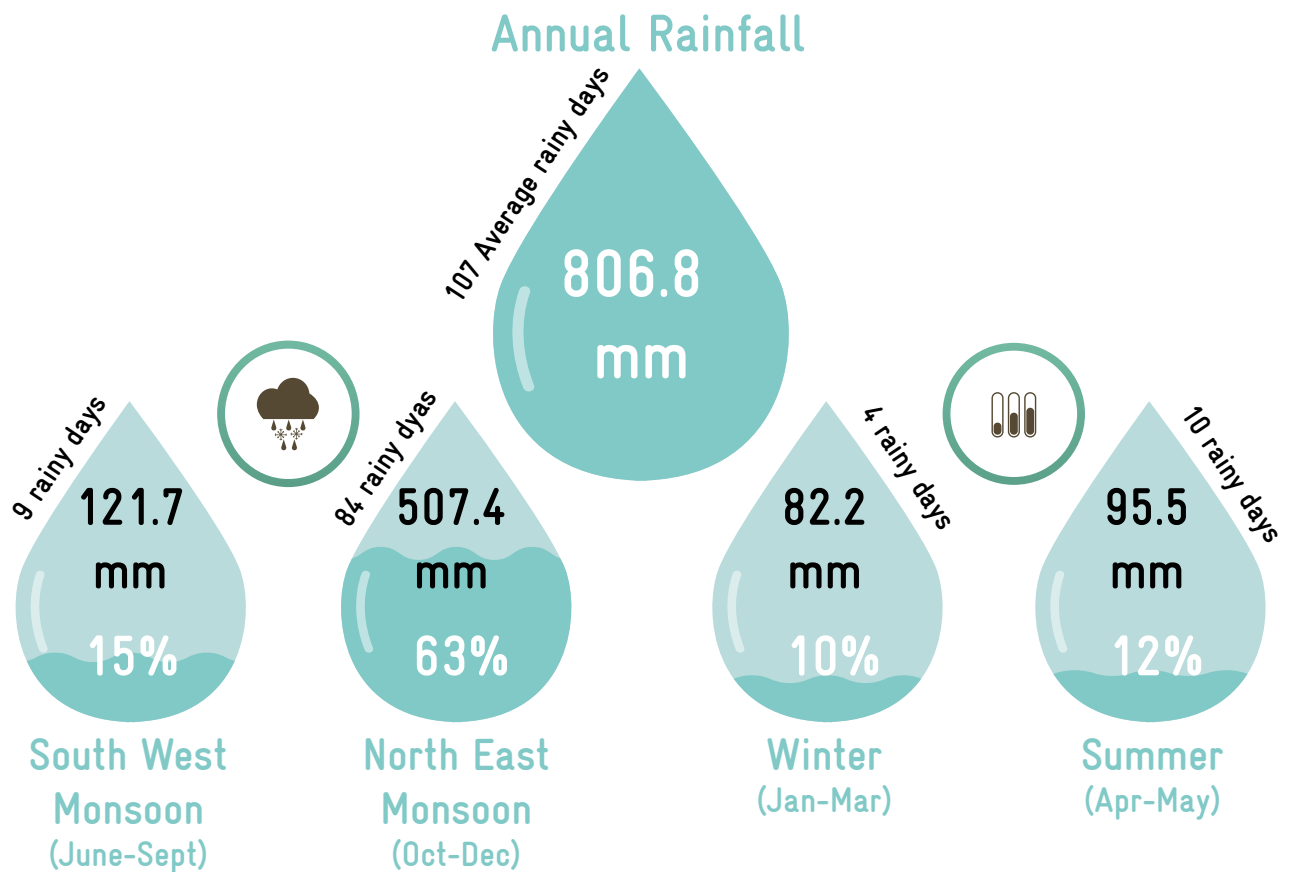 Annual Rainfall
107 Average rainy days
806.8
mm
9 rainy days
121.7
mm
15%
South West
Monsoon
(June-Sept)
84 rainy dyas
507.4
mm
63%
North East
Monsoon
(Oct-Dec)
4 rainy days
82.2
mm
10%
Winter
(Jan-Mar)
10 rainy days
95.5
mm
12%
Summer
(Apr-May)